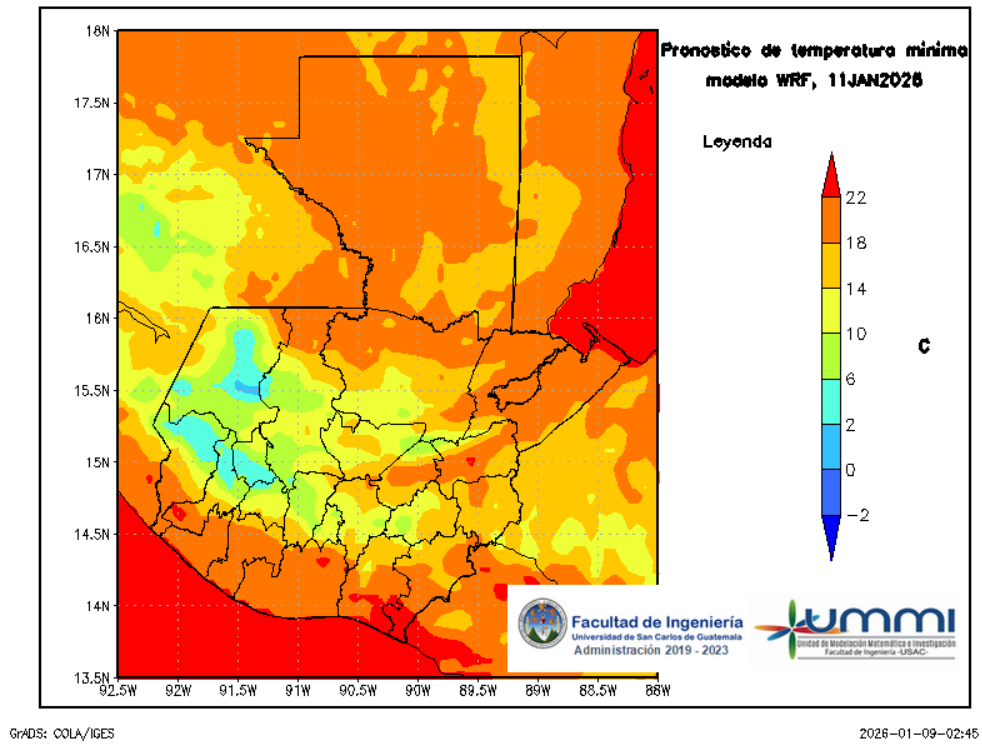 Pronostico de temperatura minima
modelo WRF, 11JAN2026
Leyenda
22
18
14
10
6
2
0
−2
C
18N
17.5N
17N
16.5N
16N
15.5N
15N
14.5N
14N
13.5N
92.5W 92W 91.5W 91W 90.5W 90W 89.5W 89W 88.5W 88W
Facultad de Ingeniería
Universidad de San Carlos de Guatemala
Administración 2019 - 2023
ummi
Unidad de Modelación Matemática e Investigación
Facultad de Ingeniería -USAC-
GrADS: COLA/IGES
2026-01-09-02:45